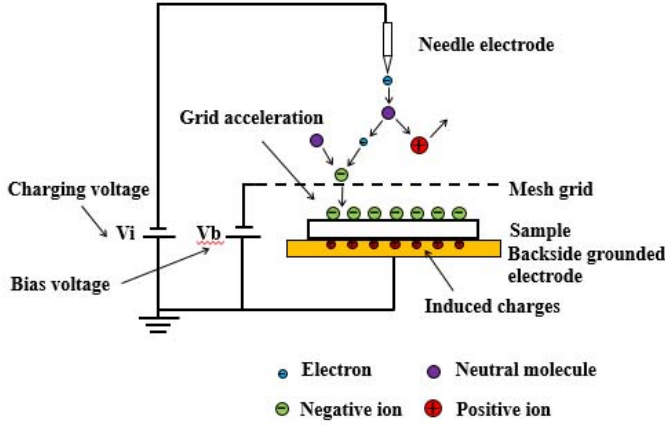 Needle electrode
Grid acceleration
Charging voltage
Mesh grid
Vi
Vb
Sample
Backside grounded
electrode
Bias voltage
Induced charges
Electron
Neutral molecule
Negative ion
Positive ion